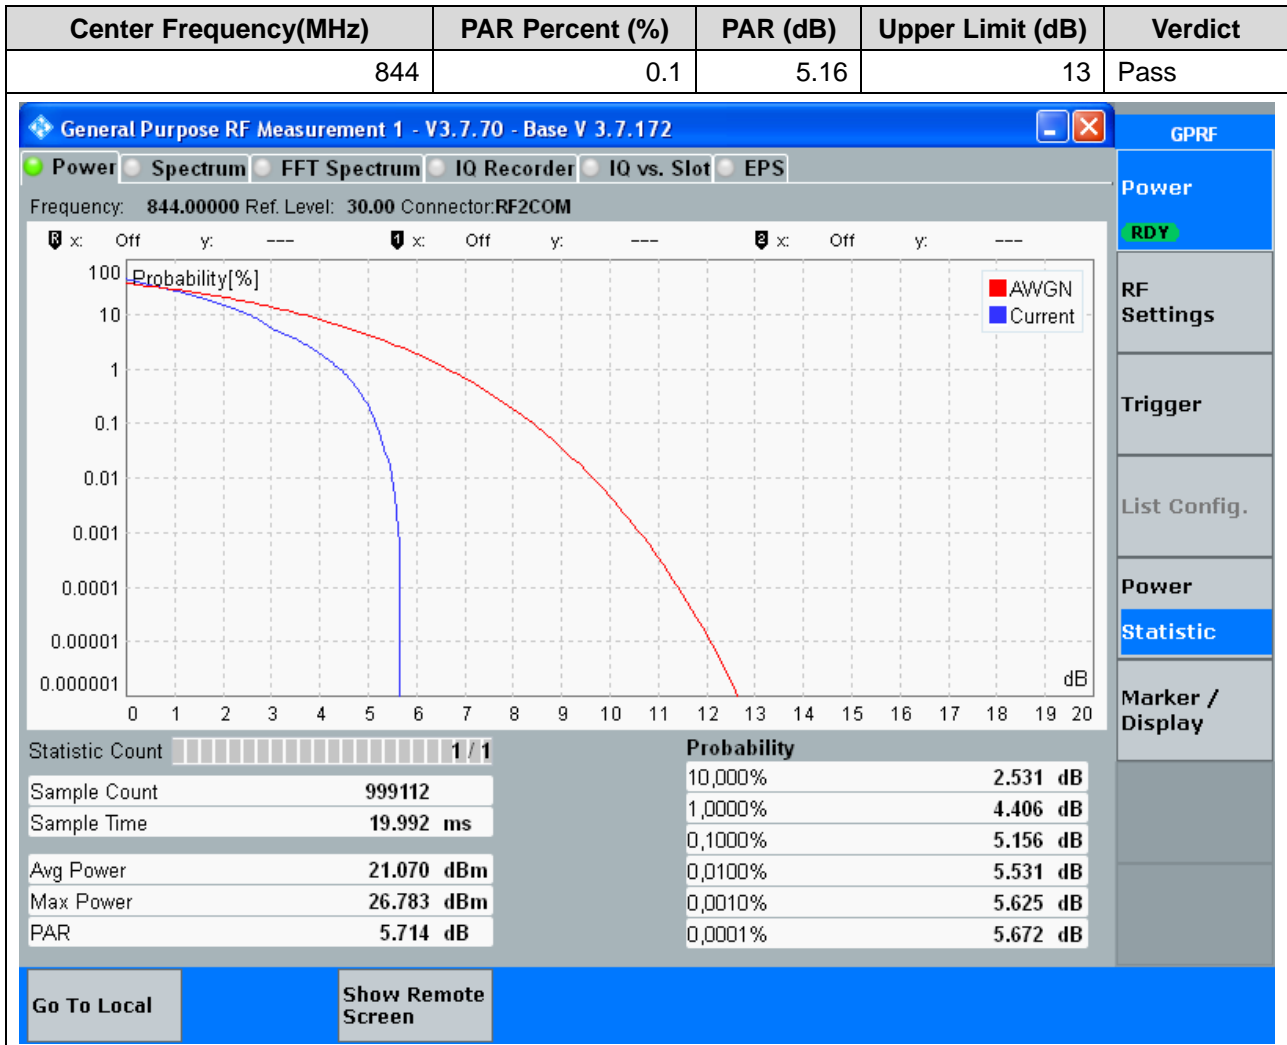 Center Frequency(MHz) PAR Percent (%) PAR (dB) Upper Limit (dB) Verdict
844 0.1 5.16 13 Pass
General Purpose RF Measurement 1 - V3.7.70 - Base V 3.7.172
GPRF
Power Spectrum FFT Spectrum IQ Recorder IQ vs. Slot EPS
Power
RDY
Frequency: 844.00000 Ref. Level: 30.00 Connector:RF2COM
R x: Off y: --- 1 x: Off y: --- 2 x: Off y: ---
100 Probability[%]
AWGN
Current
10
1
0.1
0.01
0.001
0.0001
0.00001
0.000001
dB
0 1 2 3 4 5 6 7 8 9 10 11 12 13 14 15 16 17 18 19 20
RF
Settings
Trigger
List Config.
Power
Statistic
Marker /
Display
Statistic Count 1 / 1
Sample Count 999112
Sample Time 19.992 ms
Avg Power 21.070 dBm
Max Power 26.783 dBm
PAR 5.714 dB
Probability
10,000% 2.531 dB
1,0000% 4.406 dB
0,1000% 5.156 dB
0,0100% 5.531 dB
0,0010% 5.625 dB
0,0001% 5.672 dB
Go To Local
Show Remote
Screen